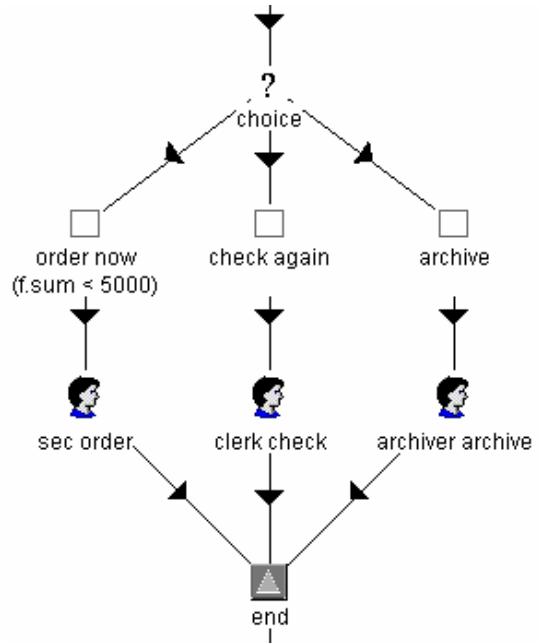 ?
choice
order now
(f.sum < 5000)
check again
archive
sec order
clerk check
archiver archive
end